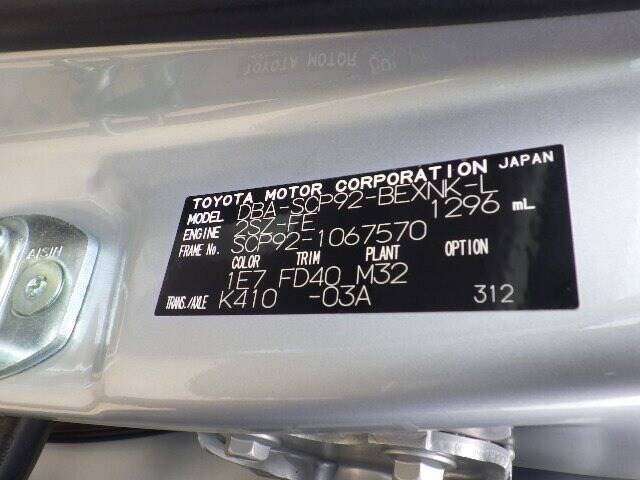 TOYOTA MOTOR CORPORATION JAPAN
MODEL DBA-SCP92-BEXNK-L
ENGINE 2SZ-FE 1296 mL
FRAME No. SCP92-1067570
COLOR TRIM PLANT OPTION
1E7 FD40 M32
TRANS./AXLE K410 -03A 312
AISIN